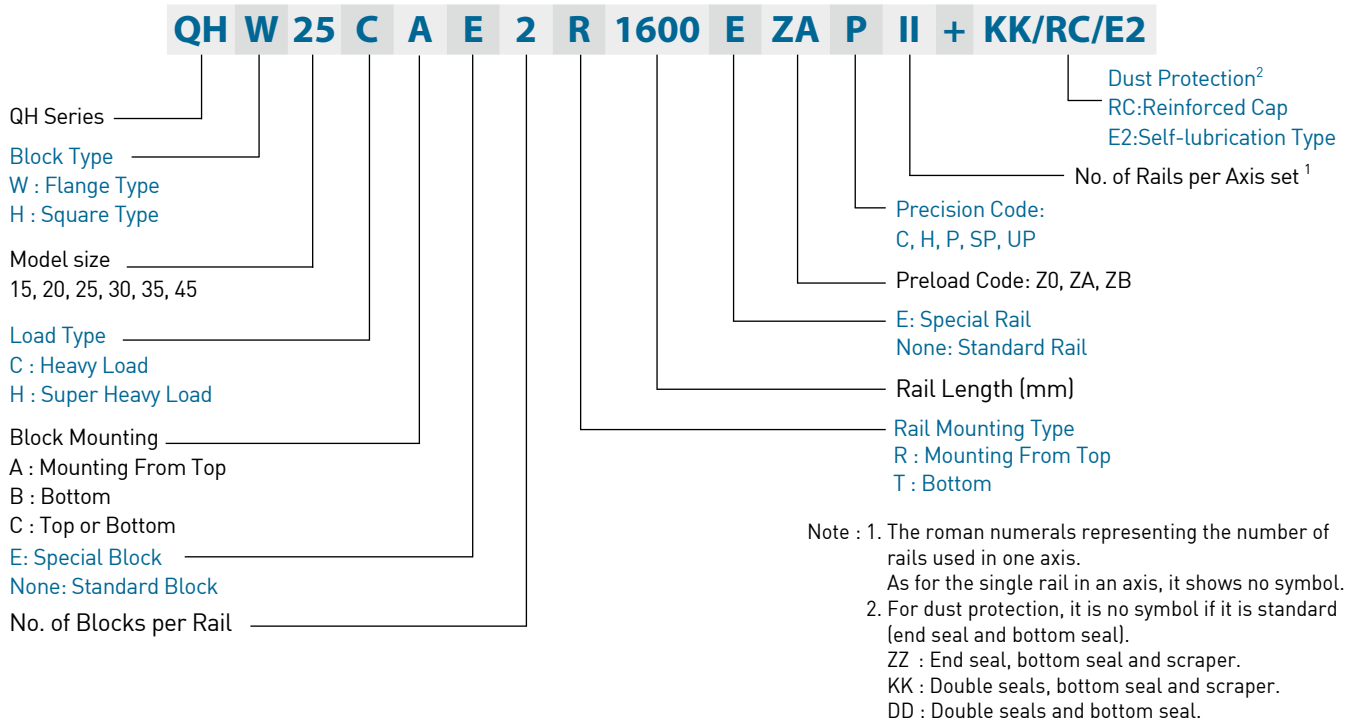 QH W 25 C A E 2 R 1600 E ZA P II + KK/RC/E2
QH Series
Block Type
W : Flange Type
H : Square Type
Model size
15, 20, 25, 30, 35, 45
Load Type
C : Heavy Load
H : Super Heavy Load
Block Mounting
A : Mounting From Top
B : Bottom
C : Top or Bottom
E: Special Block
None: Standard Block
No. of Blocks per Rail
Dust Protection2
RC:Reinforced Cap
E2:Self-lubrication Type
No. of Rails per Axis set 1
Precision Code:
C, H, P, SP, UP
Preload Code: Z0, ZA, ZB
E: Special Rail
None: Standard Rail
Rail Length (mm)
Rail Mounting Type
R : Mounting From Top
T : Bottom
Note : 1. The roman numerals representing the number of
rails used in one axis.
As for the single rail in an axis, it shows no symbol.
2. For dust protection, it is no symbol if it is standard
(end seal and bottom seal).
ZZ : End seal, bottom seal and scraper.
KK : Double seals, bottom seal and scraper.
DD : Double seals and bottom seal.